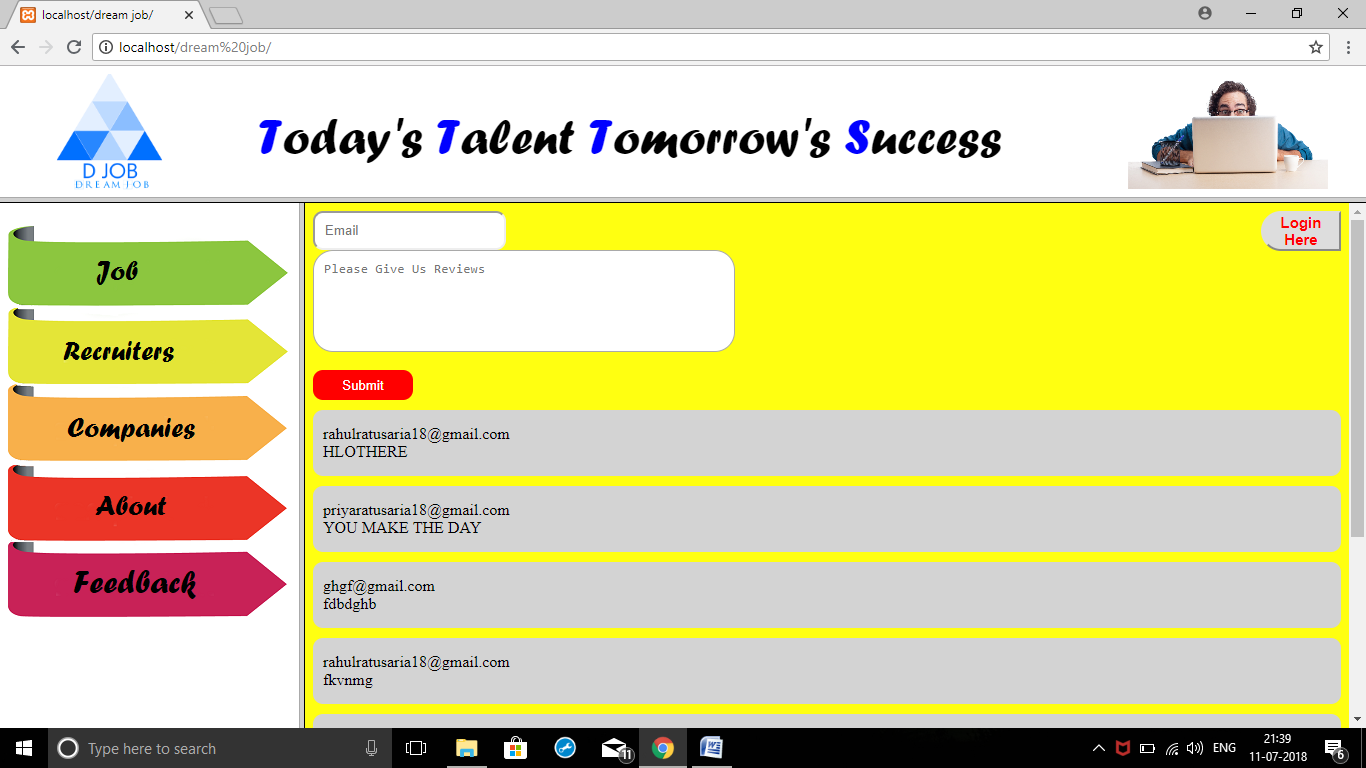 localhost/dream job/
localhost/dream%20job/
D JOB
DREAM JOB
Today's Talent Tomorrow's Success
Job
Recruiters
Companies
About
Feedback
Email
Login
Here
Please Give Us Reviews
Submit
rahulratusaria18@gmail.com
HLOTHERE
priyaratusaria18@gmail.com
YOU MAKE THE DAY
ghgf@gmail.com
fdbdghb
rahulratusaria18@gmail.com
fkvnmg
Type here to search
11
W
ENG
21:39
11-07-2018
6